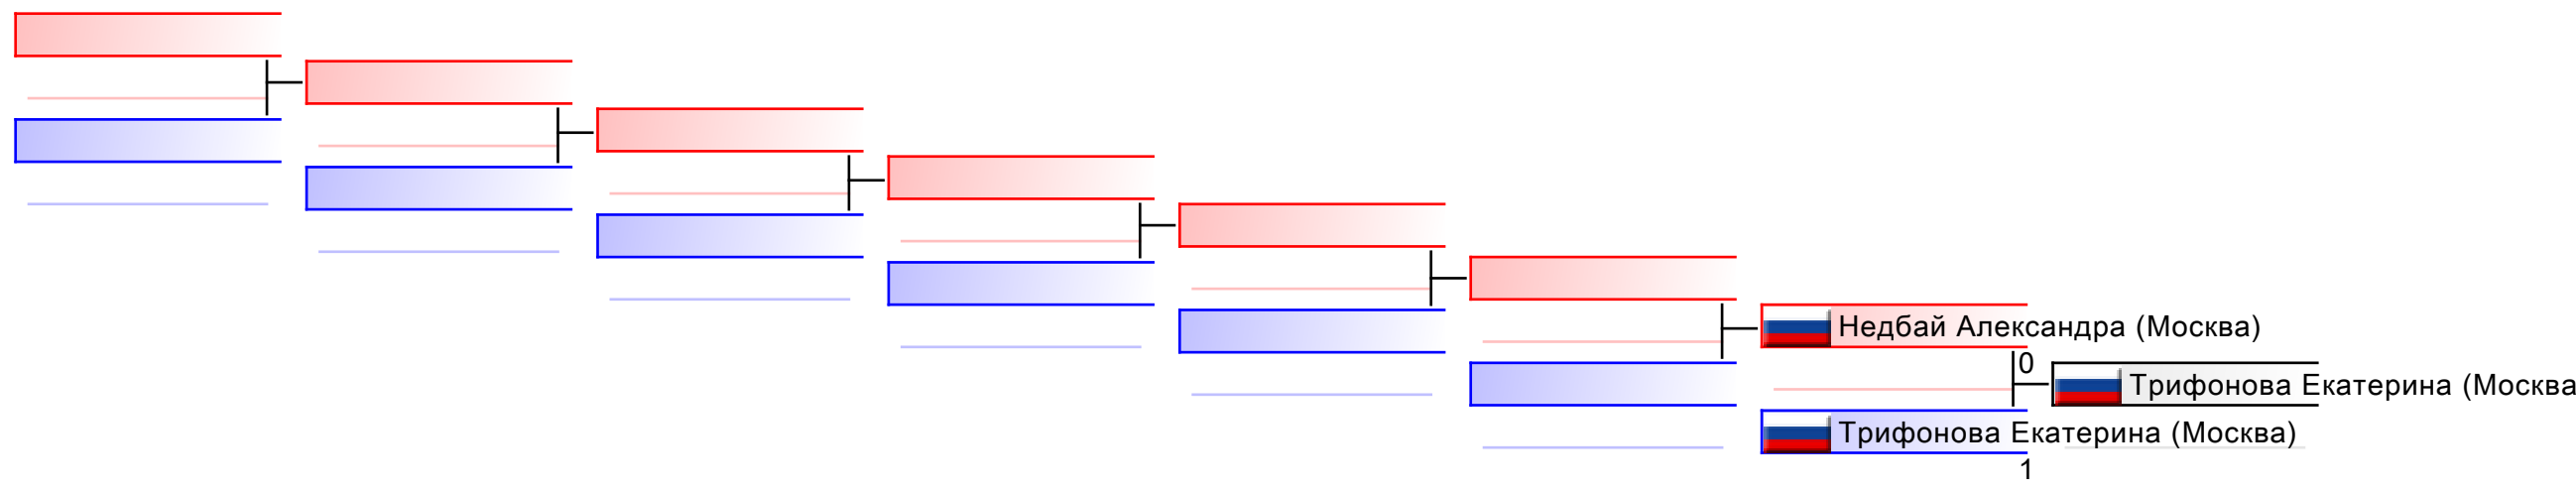 Недбай Александра (Москва)
0
Трифонова Екатерина (Москва
Трифонова Екатерина (Москва)
1